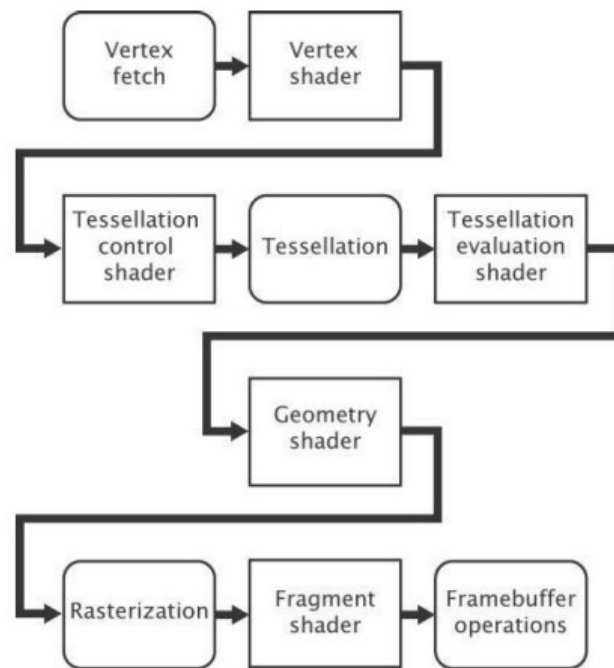 Vertex
fetch
Vertex
shader
Tessellation
control
shader
Tessellation
Tessellation
evaluation
shader
Geometry
shader
Rasterization
Fragment
shader
Framebuffer
operations